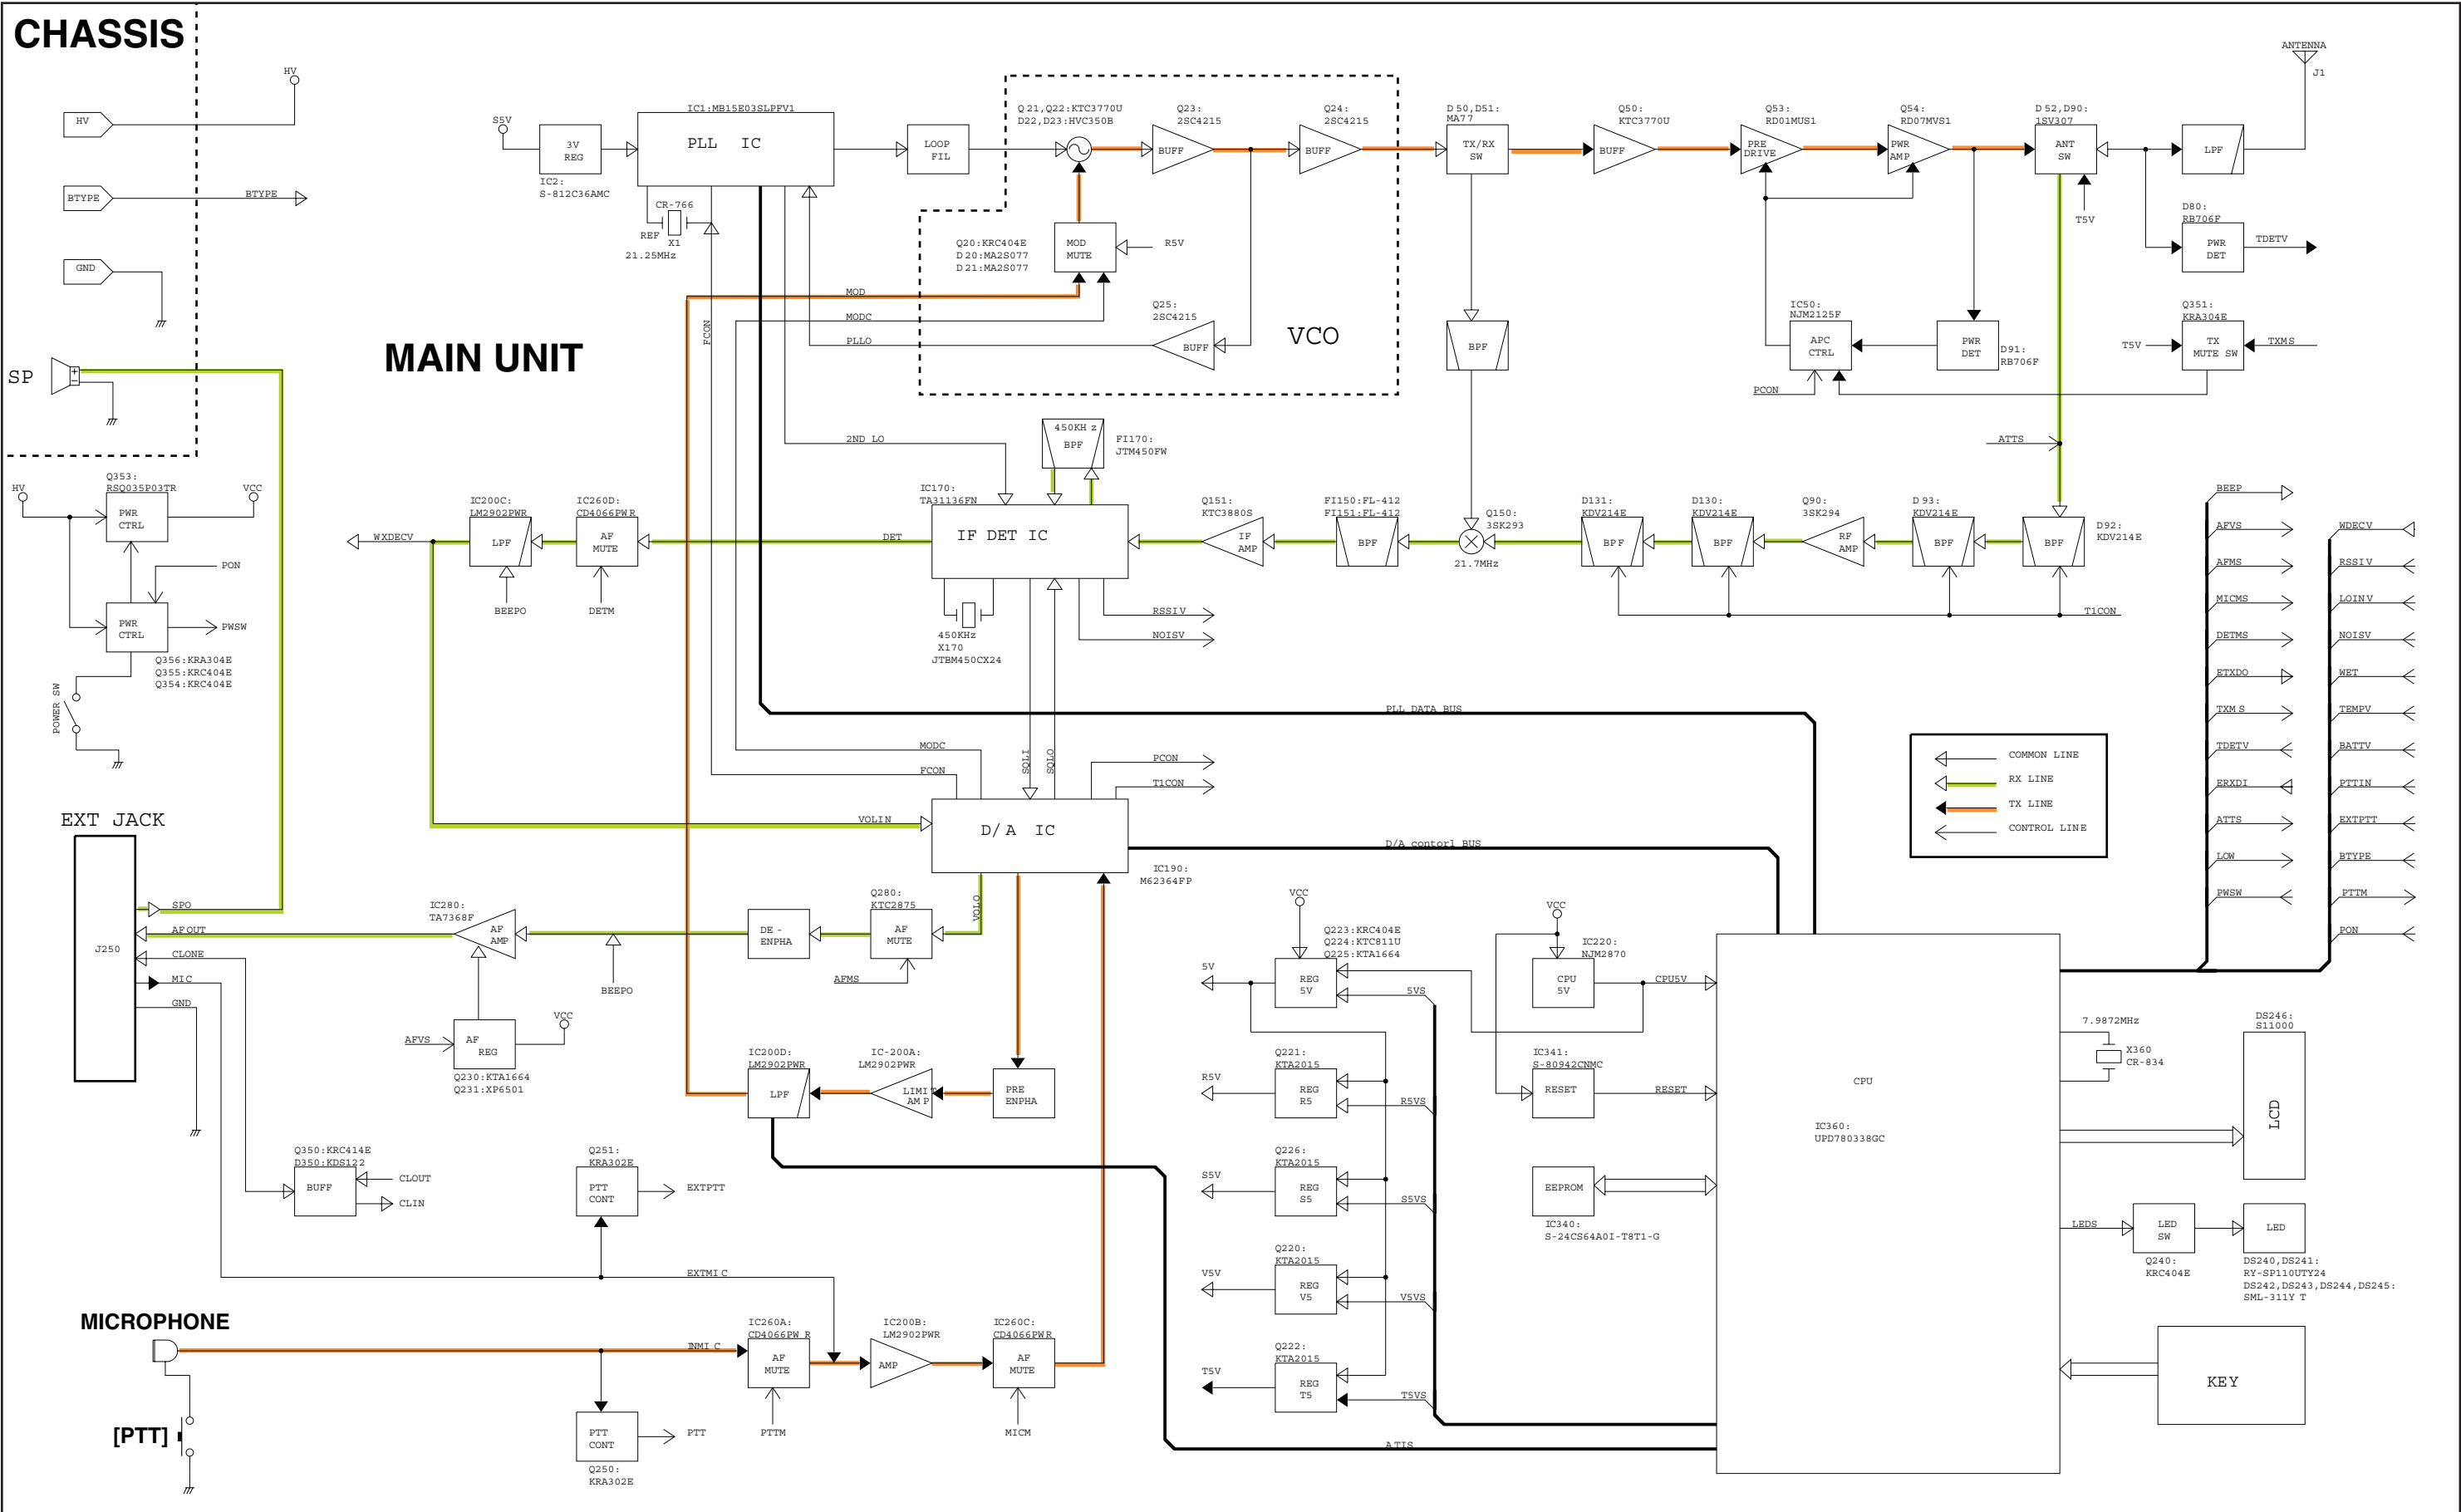 CHASSIS
HV
HV
BTYPE
BTYPE
GND
SP
+
-
MAIN UNIT
S5V
3V
REG
IC2:
S-812C36AMC
IC1:MB15E03SLPFV1
PLL IC
CR-766
REF
X1
21.25MHz
LOOP
FIL
Q21,Q22:KTC3770U
D22,D23:HVC350B
Q23:
2SC4215
BUFF
Q24:
2SC4215
BUFF
Q20:KRC404E
D20:MA2S077
D21:MA2S077
MOD
MUTE
R5V
MOD
MODC
PLLO
FCON
Q25:
2SC4215
BUFF
VCO
D50,D51:
MA77
TX/RX
SW
BPF
Q50:
KTC3770U
BUFF
Q53:
RD01MUS1
PRE
DRIVE
Q54:
RD07MVS1
PWR
AMP
D52,D90:
1SV307
ANT
SW
T5V
LPF
ANTENNA
J1
D80:
RB706F
PWR
DET
TDETV
IC50:
NJM2125F
APC
CTRL
PCON
PWR
DET
D91:
RB706F
Q351:
KRA304E
T5V
TX
MUTE SW
TXMS
ATTS
2ND LO
450KHz
BPF
FI170:
JTM450FW
IC170:
TA31136FN
IF DET IC
450KHz
X170
JTBM450CX24
RSSIV
NOISV
SQLI
SQLO
Q151:
KTC3880S
IF
AMP
FI150:FL-412
FI151:FL-412
BPF
Q150:
3SK293
21.7MHz
D131:
KDV214E
BPF
D130:
KDV214E
BPF
Q90:
3SK294
RF
AMP
D93:
KDV214E
BPF
BPF
D92:
KDV214E
T1CON
Q353:
RSQ035P03TR
HV
PWR
CTRL
VCC
PON
PWR
CTRL
PWSW
Q356:KRA304E
Q355:KRC404E
Q354:KRC404E
POWER SW
WXDECV
IC200C:
LM2902PWR
LPF
BEEPO
IC260D:
CD4066PWR
AF
MUTE
DETM
DET
PLL DATA BUS
MODC
FCON
PCON
T1CON
VOLIN
D/A IC
IC190:
M62364FP
D/A contorl BUS
COMMON LINE
RX LINE
TX LINE
CONTROL LINE
BEEP
AFVS
AFMS
MICMS
DETMS
ETXDO
TXMS
TDETV
ERXDI
ATTS
LOW
PWSW
WDECV
RSSIV
LOINV
NOISV
WET
TEMPV
BATTV
PTTIN
EXTPTT
BTYPE
PTTM
PON
EXT JACK
J250
SPO
AFOUT
CLONE
MIC
GND
IC280:
TA7368F
AF
AMP
BEEPO
DE-
ENPHA
Q280:
KTC2875
AF
MUTE
AFMS
VOLO
AFVS
AF
REG
VCC
Q230:KTA1664
Q231:XP6501
IC200D:
LM2902PWR
LPF
IC-200A:
LM2902PWR
LIMIT
AMP
PRE
ENPHA
Q350:KRC414E
D350:KDS122
BUFF
CLOUT
CLIN
Q251:
KRA302E
PTT
CONT
EXTPTT
EXTMIC
MICROPHONE
[PTT]
INMIC
PTT
CONT
PTT
Q250:
KRA302E
IC260A:
CD4066PWR
AF
MUTE
PTTM
IC200B:
LM2902PWR
AMP
IC260C:
CD4066PWR
AF
MUTE
MICM
VCC
Q223:KRC404E
Q224:KTC811U
Q225:KTA1664
5V
REG
5V
5VS
Q221:
KTA2015
R5V
REG
R5
R5VS
Q226:
KTA2015
S5V
REG
S5
S5VS
Q220:
KTA2015
V5V
REG
V5
V5VS
Q222:
KTA2015
T5V
REG
T5
T5VS
ATIS
VCC
IC220:
NJM2870
CPU
5V
CPU5V
IC341:
S-80942CNMC
RESET
RESET
EEPROM
IC340:
S-24CS64A0I-T8T1-G
CPU
IC360:
UPD780338GC
7.9872MHz
X360
CR-834
DS246:
S11000
LCD
LEDS
LED
SW
Q240:
KRC404E
LED
DS240,DS241:
RY-SP110UTY24
DS242,DS243,DS244,DS245:
SML-311YT
KEY